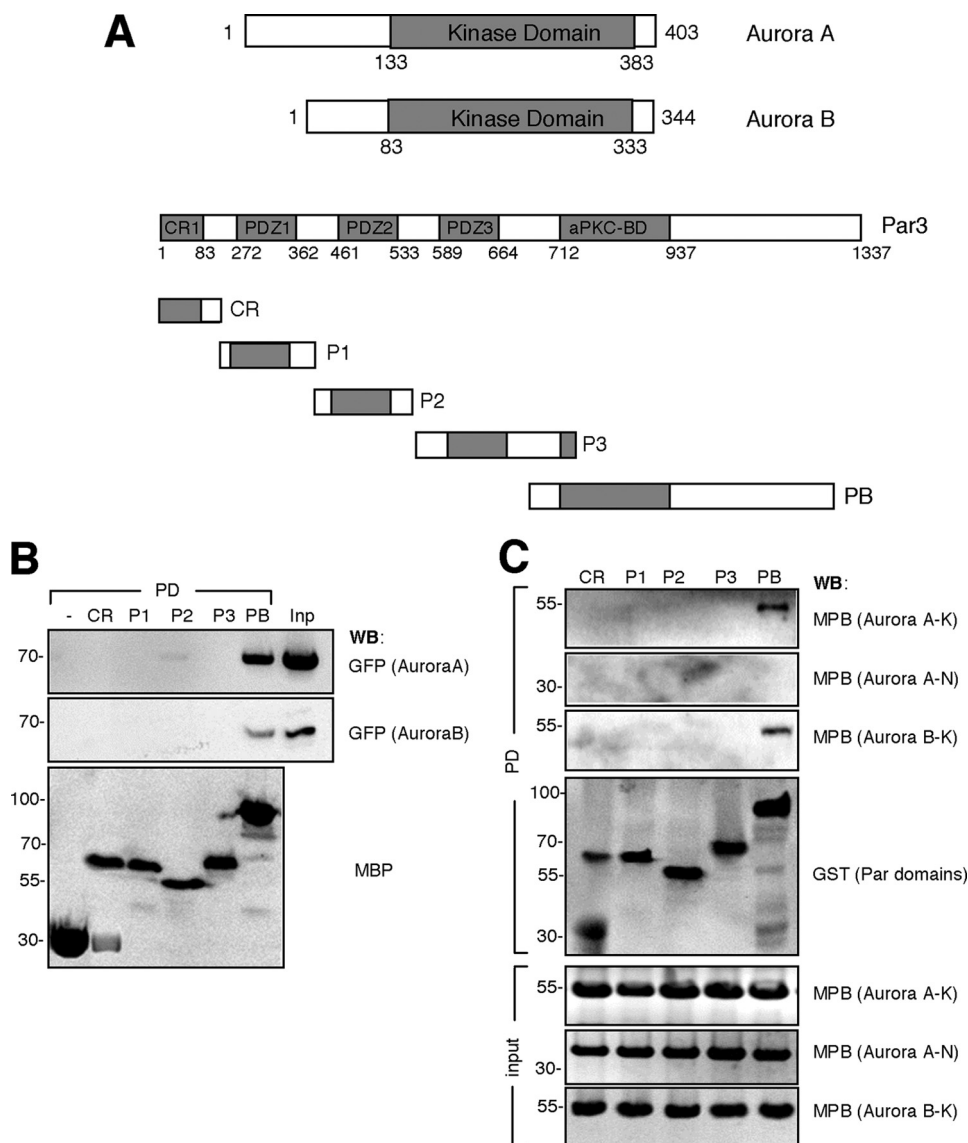 A
1 Kinase Domain 403 Aurora A
133 383
1 Kinase Domain 344 Aurora B
83 333
CR1 PDZ1 PDZ2 PDZ3 aPKC-BD Par3
1 83 272 362 461 533 589 664 712 937 1337
CR
P1
P2
P3
PB
B
PD
- CR P1 P2 P3 PB Inp
WB:
70- GFP (AuroraA)
70- GFP (AuroraB)
100-
70-
55-
30-
MBP
C
CR P1 P2 P3 PB WB:
PD
55- MPB (Aurora A-K)
30- MPB (Aurora A-N)
55- MPB (Aurora B-K)
100-
70-
55-
30-
GST (Par domains)
input
55- MPB (Aurora A-K)
30- MPB (Aurora A-N)
55- MPB (Aurora B-K)